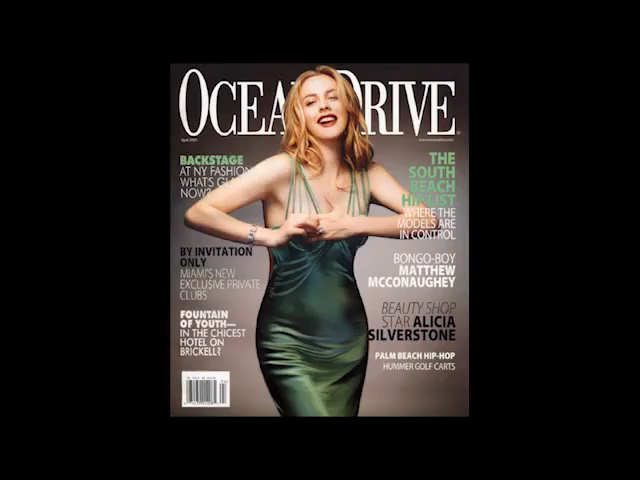 OCEAN DRIVE
BACKSTAGE
AT NY FASHION
WHAT'S
NOW?
THE
SOUTH
BEACH
HIP LIST
WHERE THE
MODELS ARE
IN CONTROL
BY INVITATION
ONLY
MIAMI'S NEW
EXCLUSIVE PRIVATE
CLUBS
BONGO-BOY
MATTHEW
MCCONAUGHEY
FOUNTAIN
OF YOUTH—
IN THE CHICEST
HOTEL ON
BRICKELL?
BEAUTY SHOP
STAR ALICIA
SILVERSTONE
PALM BEACH HIP-HOP
HUMMER GOLF CARTS